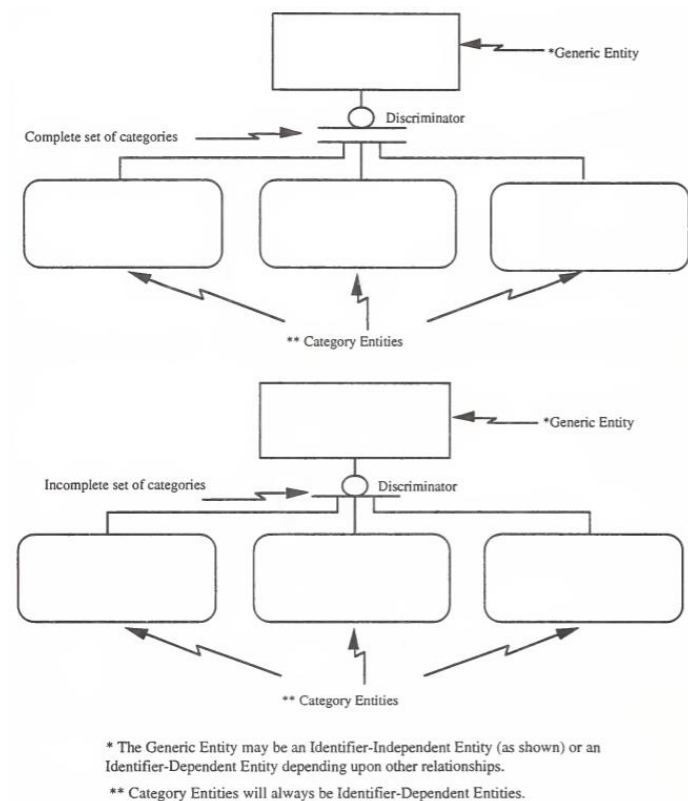 *Generic Entity
Discriminator
Complete set of categories
** Category Entities
*Generic Entity
Incomplete set of categories
Discriminator
** Category Entities
* The Generic Entity may be an Identifier-Independent Entity (as shown) or an
Identifier-Dependent Entity depending upon other relationships.
** Category Entities will always be Identifier-Dependent Entities.